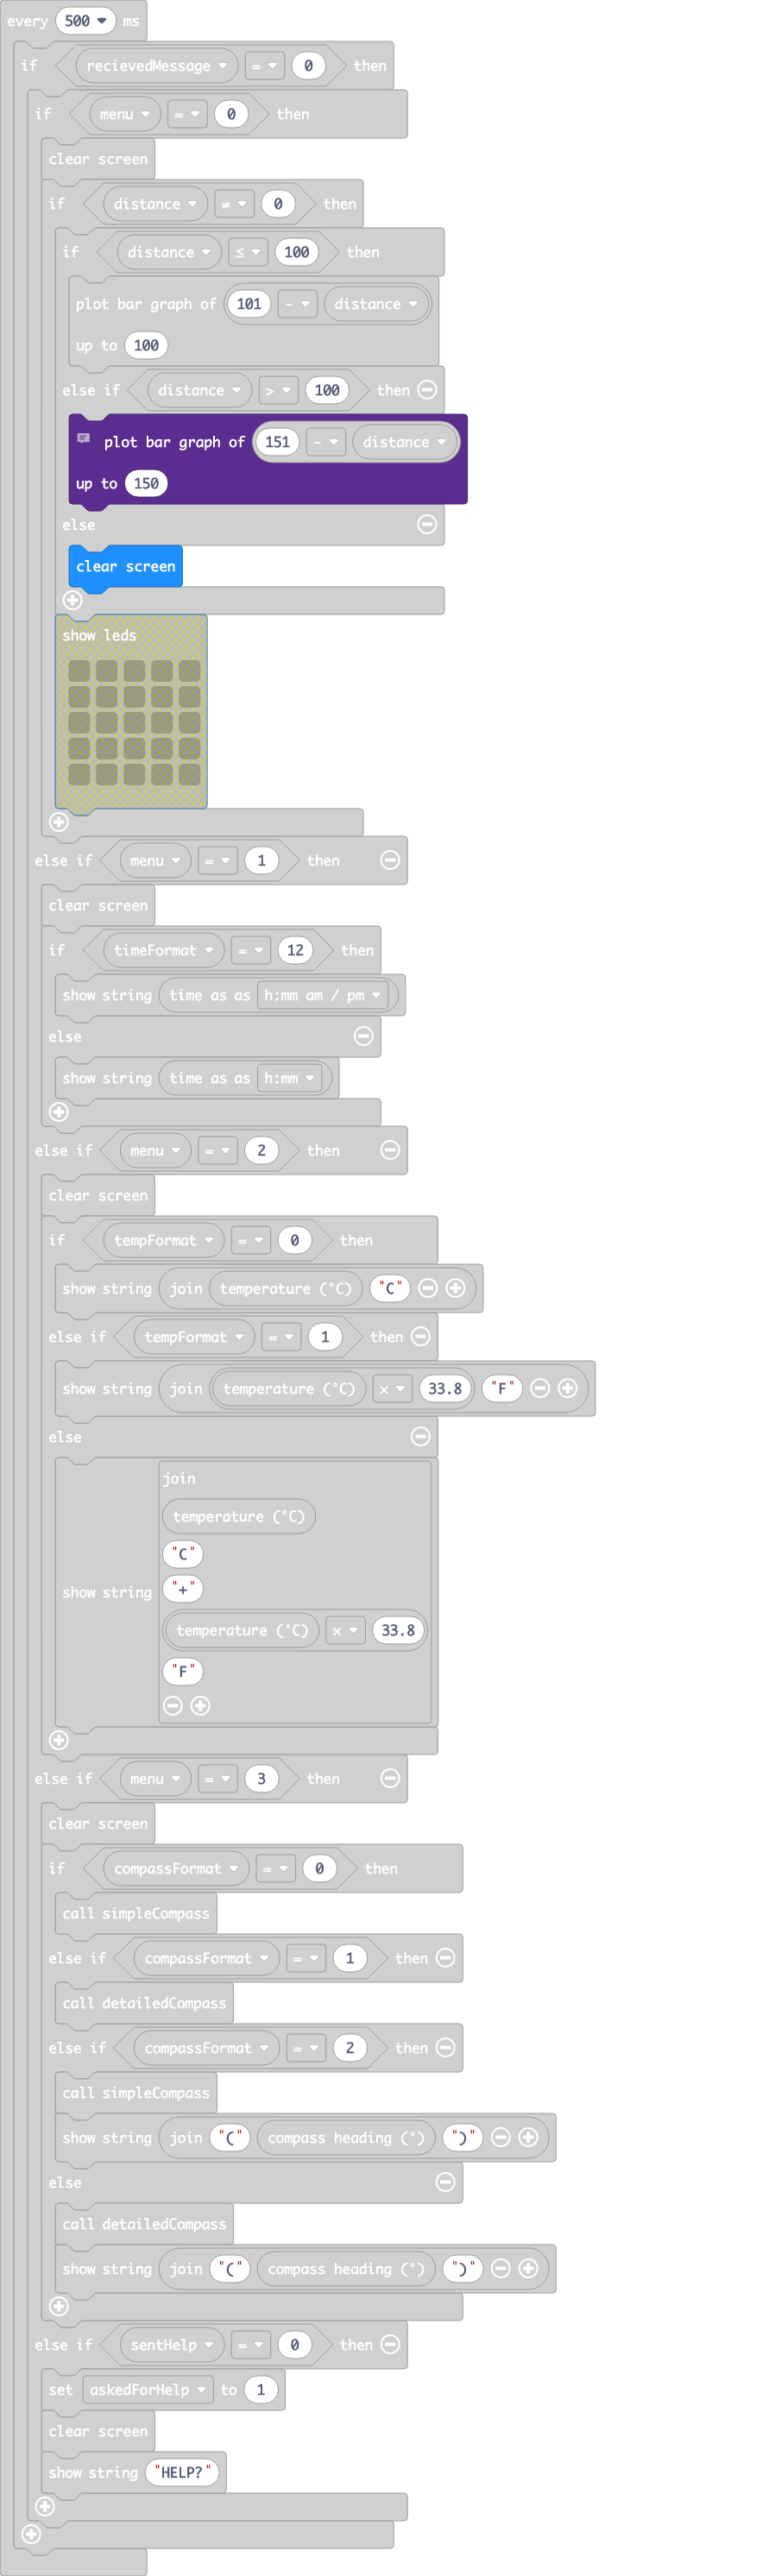 every 500 ms
if recievedMessage = 0 then
if menu = 0 then
clear screen
if distance ≠ 0 then
if distance ≤ 100 then
plot bar graph of 101 - distance
up to 100
else if distance > 100 then
plot bar graph of 151 - distance
up to 150
else
clear screen
show leds
else if menu = 1 then
clear screen
if timeFormat = 12 then
show string time as as h:mm am / pm
else
show string time as as h:mm
else if menu = 2 then
clear screen
if tempFormat = 0 then
show string join temperature (°C) "C"
else if tempFormat = 1 then
show string join temperature (°C) × 33.8 "F"
else
join
temperature (°C)
"C"
"+"
show string
temperature (°C) × 33.8
"F"
else if menu = 3 then
clear screen
if compassFormat = 0 then
call simpleCompass
else if compassFormat = 1 then
call detailedCompass
else if compassFormat = 2 then
call simpleCompass
show string join "(" compass heading (°) ")"
else
call detailedCompass
show string join "(" compass heading (°) ")"
else if sentHelp = 0 then
set askedForHelp to 1
clear screen
show string "HELP?"